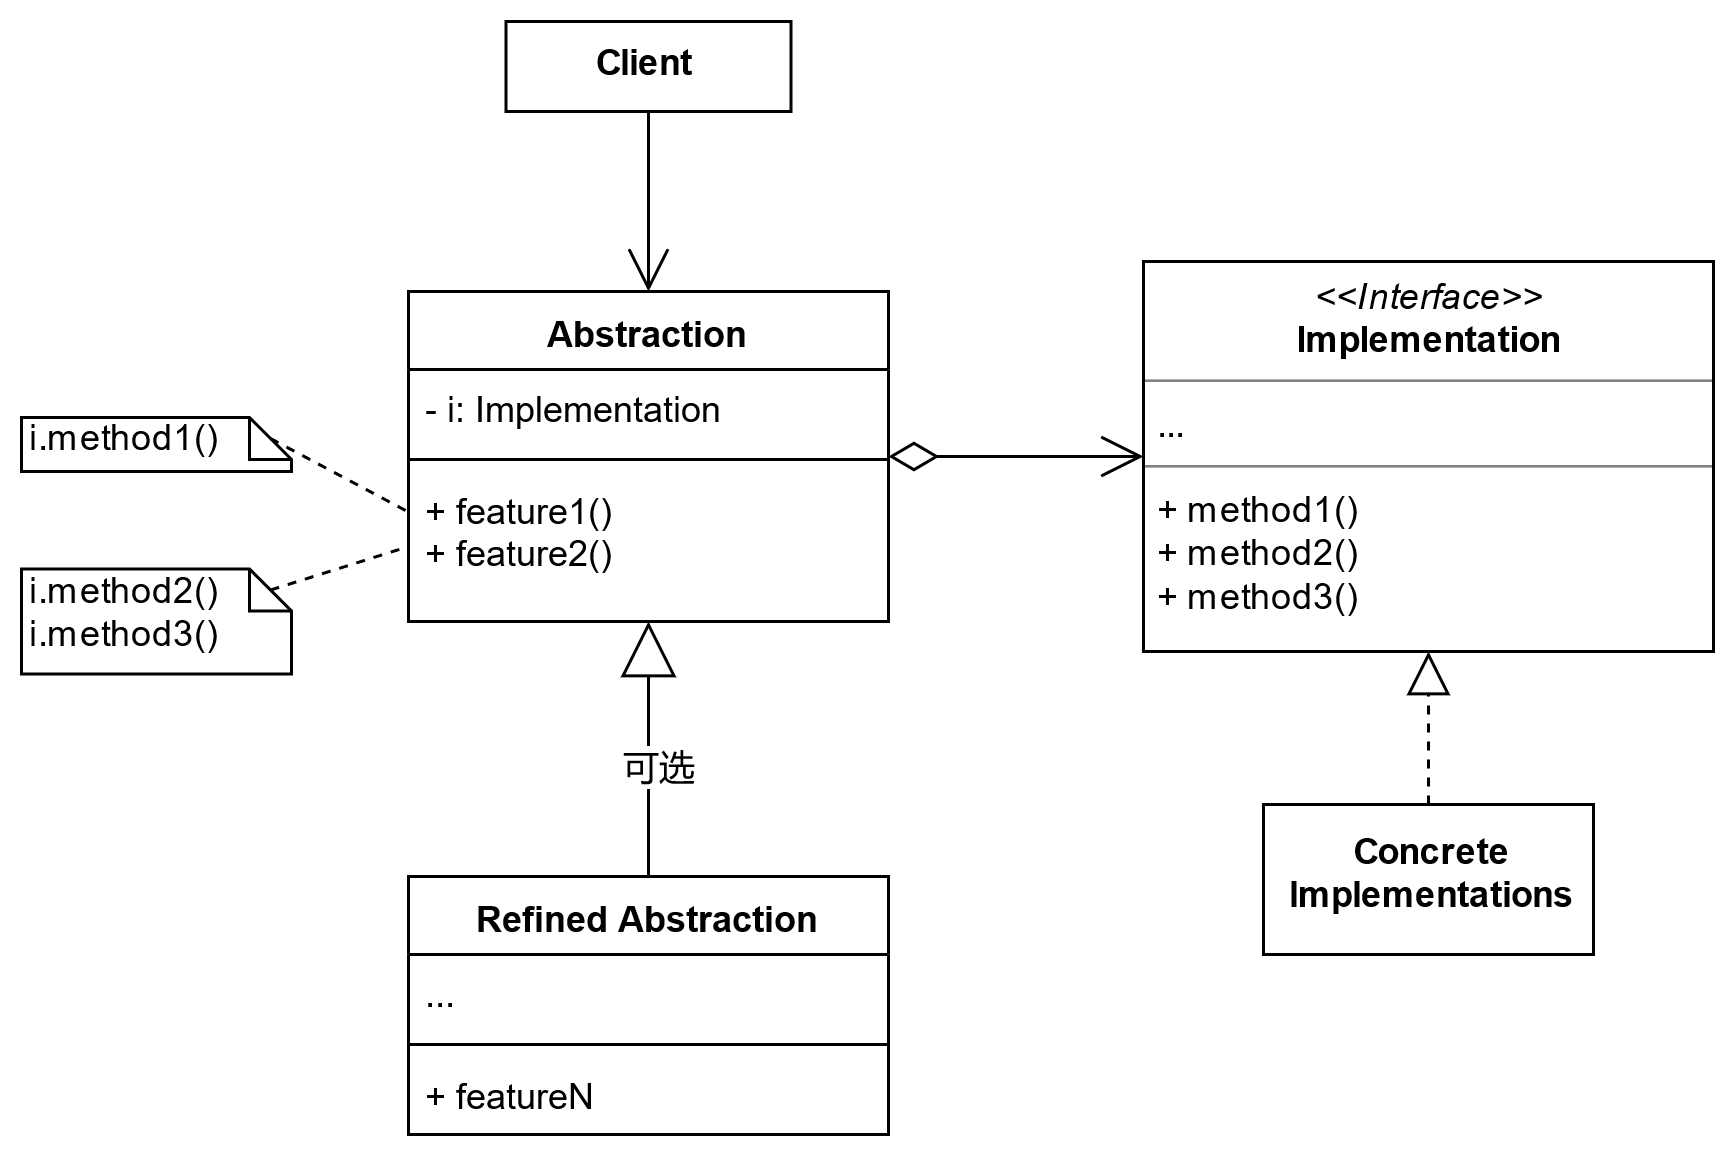 Client
Abstraction
- i: Implementation
+ feature1()
+ feature2()
i.method1()
i.method2()
i.method3()
<<Interface>>
Implementation
...
+ method1()
+ method2()
+ method3()
可选
Refined Abstraction
...
+ featureN
Concrete
Implementations